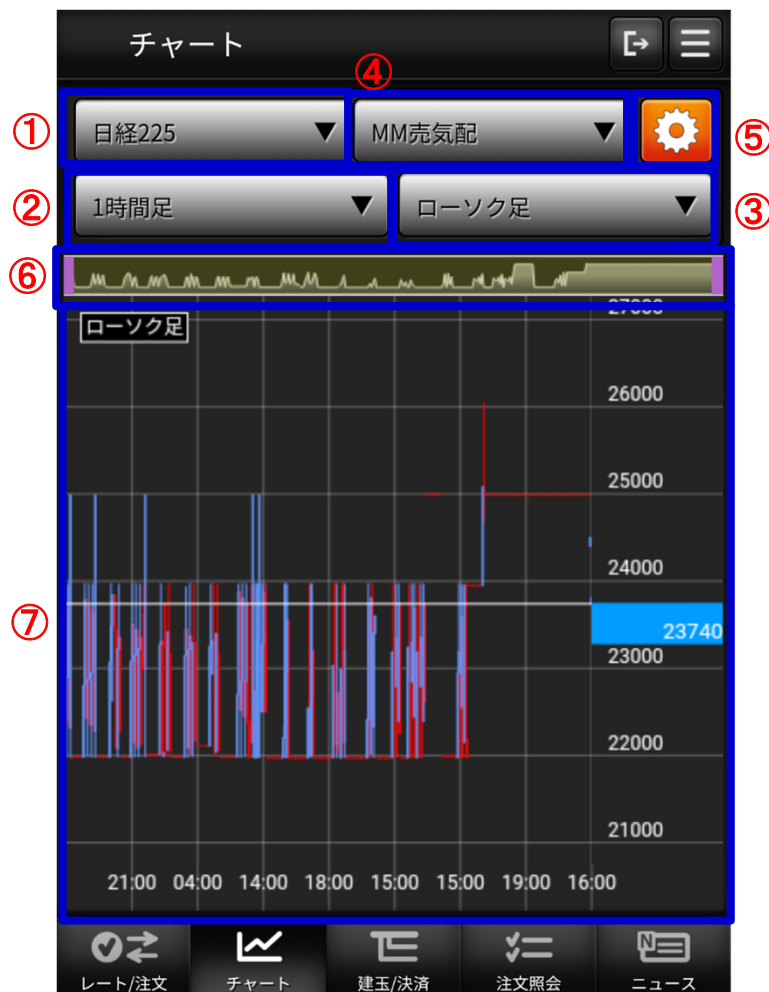 チャート
④
① 日経225 ▼ MM売気配 ▼ ⑤
② 1時間足 ▼ ローソク足 ▼ ③
⑥
27000
ローソク足
26000
25000
24000
⑦
23740
23000
22000
21000
21:00 04:00 14:00 18:00 15:00 15:00 19:00 16:00
N
レート/注文 チャート 建玉/決済 注文照会 ニュース